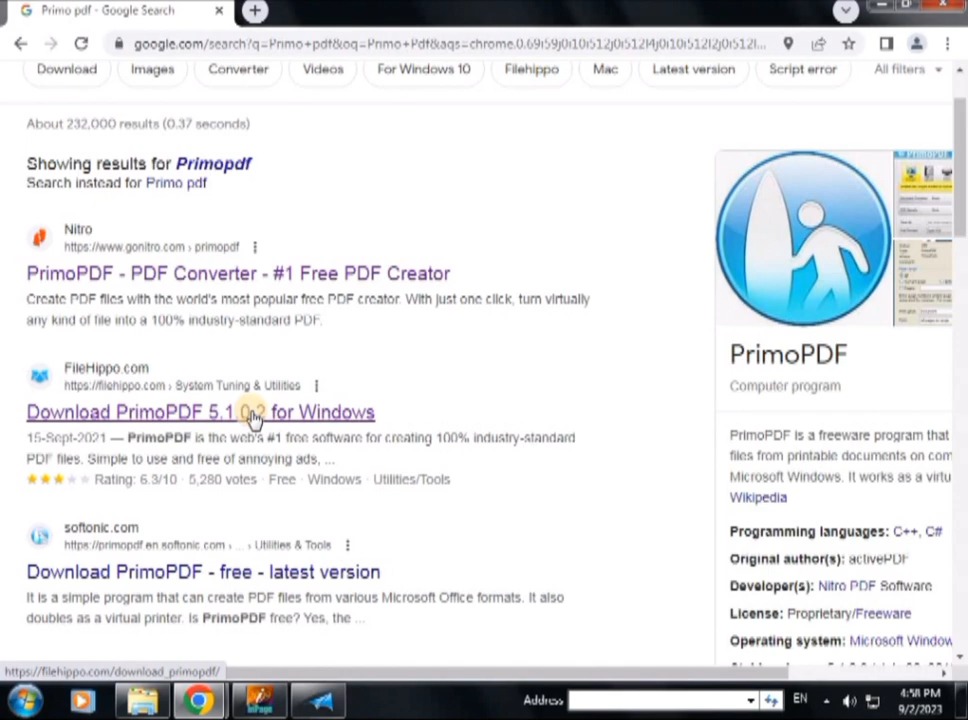 Primo pdf - Google Search
google.com/search?q=Primo+pdf&oq=Primo+Pdf&aqs=chrome.0.69i59j0i10i512j0i512l4j0i10i512l2j0i512l...
Download Images Converter Videos For Windows 10 Filehippo Mac Latest version Script error All filters
About 232,000 results (0.37 seconds)
Showing results for Primopdf
Search instead for Primo pdf
Nitro
https://www.gonitro.com › primopdf
PrimoPDF - PDF Converter - #1 Free PDF Creator
Create PDF files with the world's most popular free PDF creator. With just one click, turn virtually
any kind of file into a 100% industry-standard PDF.
FileHippo.com
https://filehippo.com › System Tuning & Utilities
Download PrimoPDF 5.1.0.2 for Windows
15-Sept-2021 — PrimoPDF is the web's #1 free software for creating 100% industry-standard
PDF files. Simple to use and free of annoying ads, ...
Rating: 6.3/10 · 5,280 votes · Free · Windows · Utilities/Tools
softonic.com
https://primopdf.en.softonic.com › ... › Utilities & Tools
Download PrimoPDF - free - latest version
It is a simple program that can create PDF files from various Microsoft Office formats. It also
doubles as a virtual printer. Is PrimoPDF free? Yes, the ...
PrimoPDF
Computer program
PrimoPDF is a freeware program that
files from printable documents on com
Microsoft Windows. It works as a virtu
Wikipedia
Programming languages: C++, C#
Original author(s): activePDF
Developer(s): Nitro PDF Software
License: Proprietary/Freeware
Operating system: Microsoft Window
https://filehippo.com/download_primopdf/
InPage
Address
EN
4:58 PM
9/2/2023